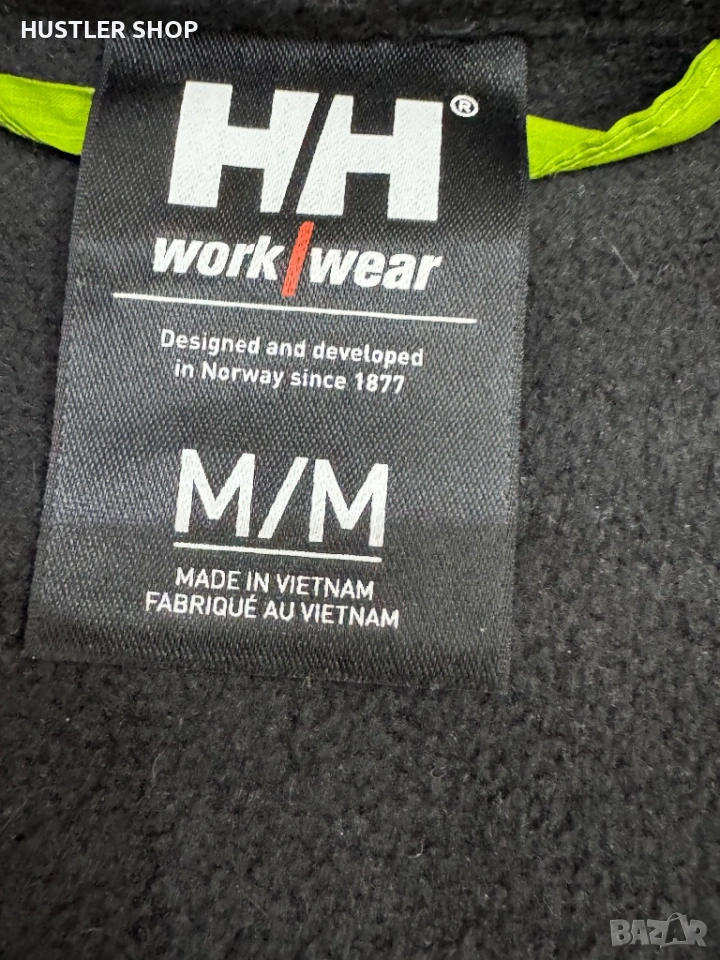 HUSTLER SHOP
HH®
work/wear
Designed and developed
in Norway since 1877
M/M
MADE IN VIETNAM
FABRIQUÉ AU VIETNAM
BAZAR